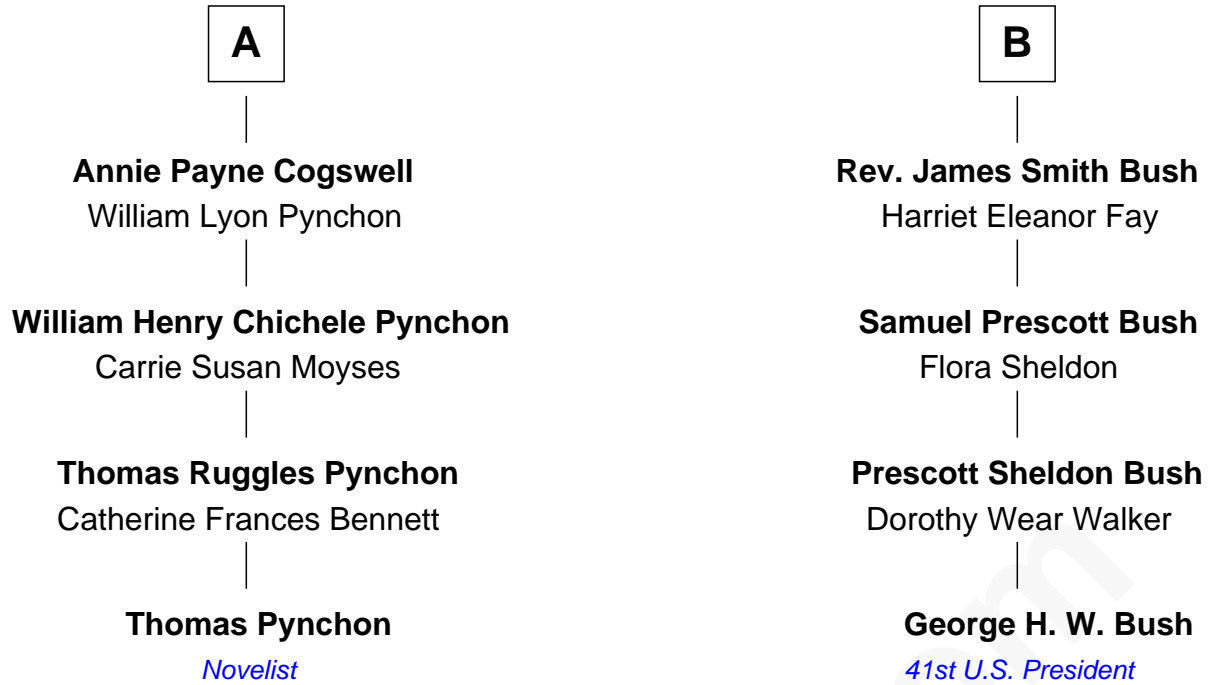 A
Annie Payne Cogswell
William Lyon Pynchon
William Henry Chichele Pynchon
Carrie Susan Moyses
Thomas Ruggles Pynchon
Catherine Frances Bennett
Thomas Pynchon
Novelist
B
Rev. James Smith Bush
Harriet Eleanor Fay
Samuel Prescott Bush
Flora Sheldon
Prescott Sheldon Bush
Dorothy Wear Walker
George H. W. Bush
41st U.S. President